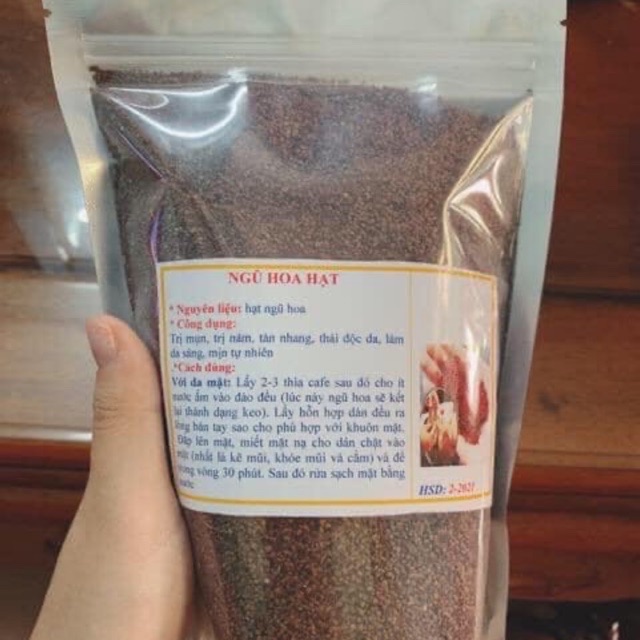 NGŨ HOA HẠT
* Nguyên liệu: hạt ngũ hoa
* Công dụng:
Trị mụn, trị nám, tàn nhang, thải độc da, làm
da sáng, mịn tự nhiên
*Cách dùng:
Với da mặt: Lấy 2-3 thìa cafe sau đó cho ít
nước ấm vào đảo đều (lúc này ngũ hoa sẽ kết
lại thành dạng keo). Lấy hỗn hợp dàn đều ra
lòng bàn tay sao cho phù hợp với khuôn mặt.
Đắp lên mặt, miết mặt nạ cho dán chặt vào
mặt (nhất là kẽ mũi, khóe mũi và cằm) và để
trong vòng 30 phút. Sau đó rửa sạch mặt bằng
nước
HSD: 2-2021